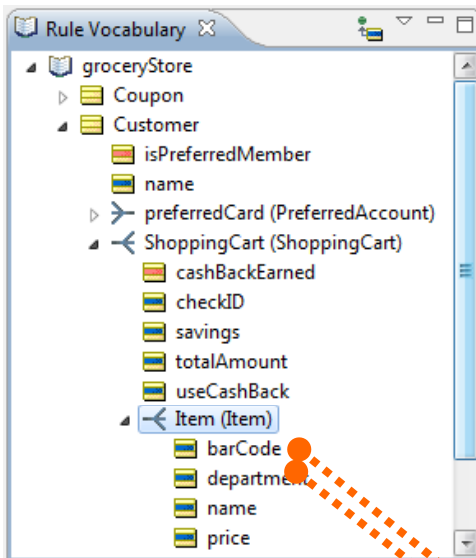 Rule Vocabulary
groceryStore
Coupon
Customer
isPreferredMember
name
preferredCard (PreferredAccount)
ShoppingCart (ShoppingCart)
cashBackEarned
checkID
savings
totalAmount
useCashBack
Item (Item)
barCode
department
name
price